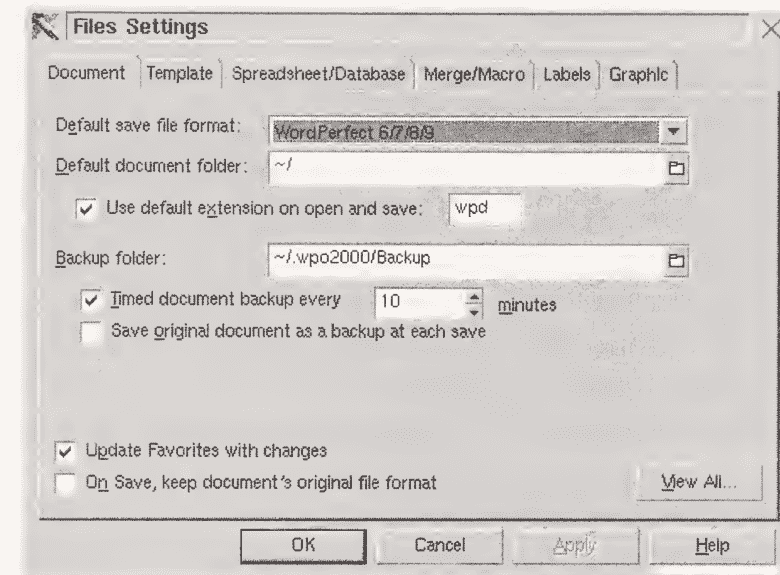 Files Settings
Document Template Spreadsheet/Database Merge/Macro Labels Graphic
Default save file format: WordPerfect 6/7/8/9
Default document folder: ~/
Use default extension on open and save: wpd
Backup folder: ~/.wpo2000/Backup
Timed document backup every 10 minutes
Save original document as a backup at each save
Update Favorites with changes
On Save, keep document's original file format
View All...
OK Cancel Apply Help